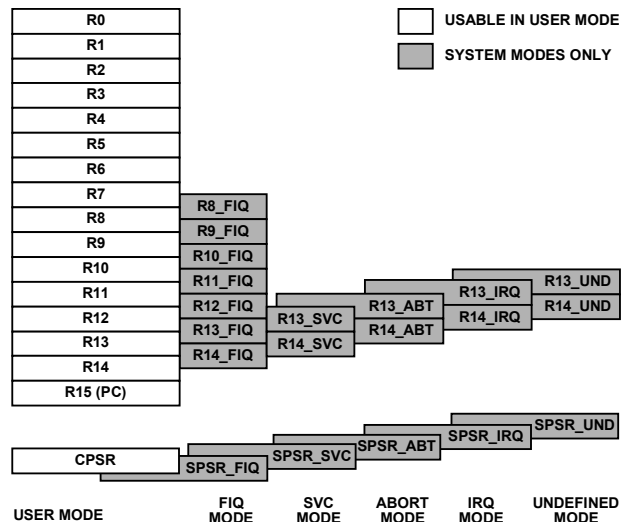 R0
R1
R2
R3
R4
R5
R6
R7
R8
R9
R10
R11
R12
R13
R14
R15 (PC)
CPSR
R8_FIQ
R9_FIQ
R10_FIQ
R11_FIQ
R12_FIQ
R13_FIQ
R14_FIQ
SPSR_FIQ
R13_SVC
R14_SVC
SPSR_SVC
R13_ABT
R14_ABT
SPSR_ABT
R13_IRQ
R14_IRQ
SPSR_IRQ
R13_UND
R14_UND
SPSR_UND
USABLE IN USER MODE
SYSTEM MODES ONLY
USER MODE
FIQ
MODE
SVC
MODE
ABORT
MODE
IRQ
MODE
UNDEFINED
MODE